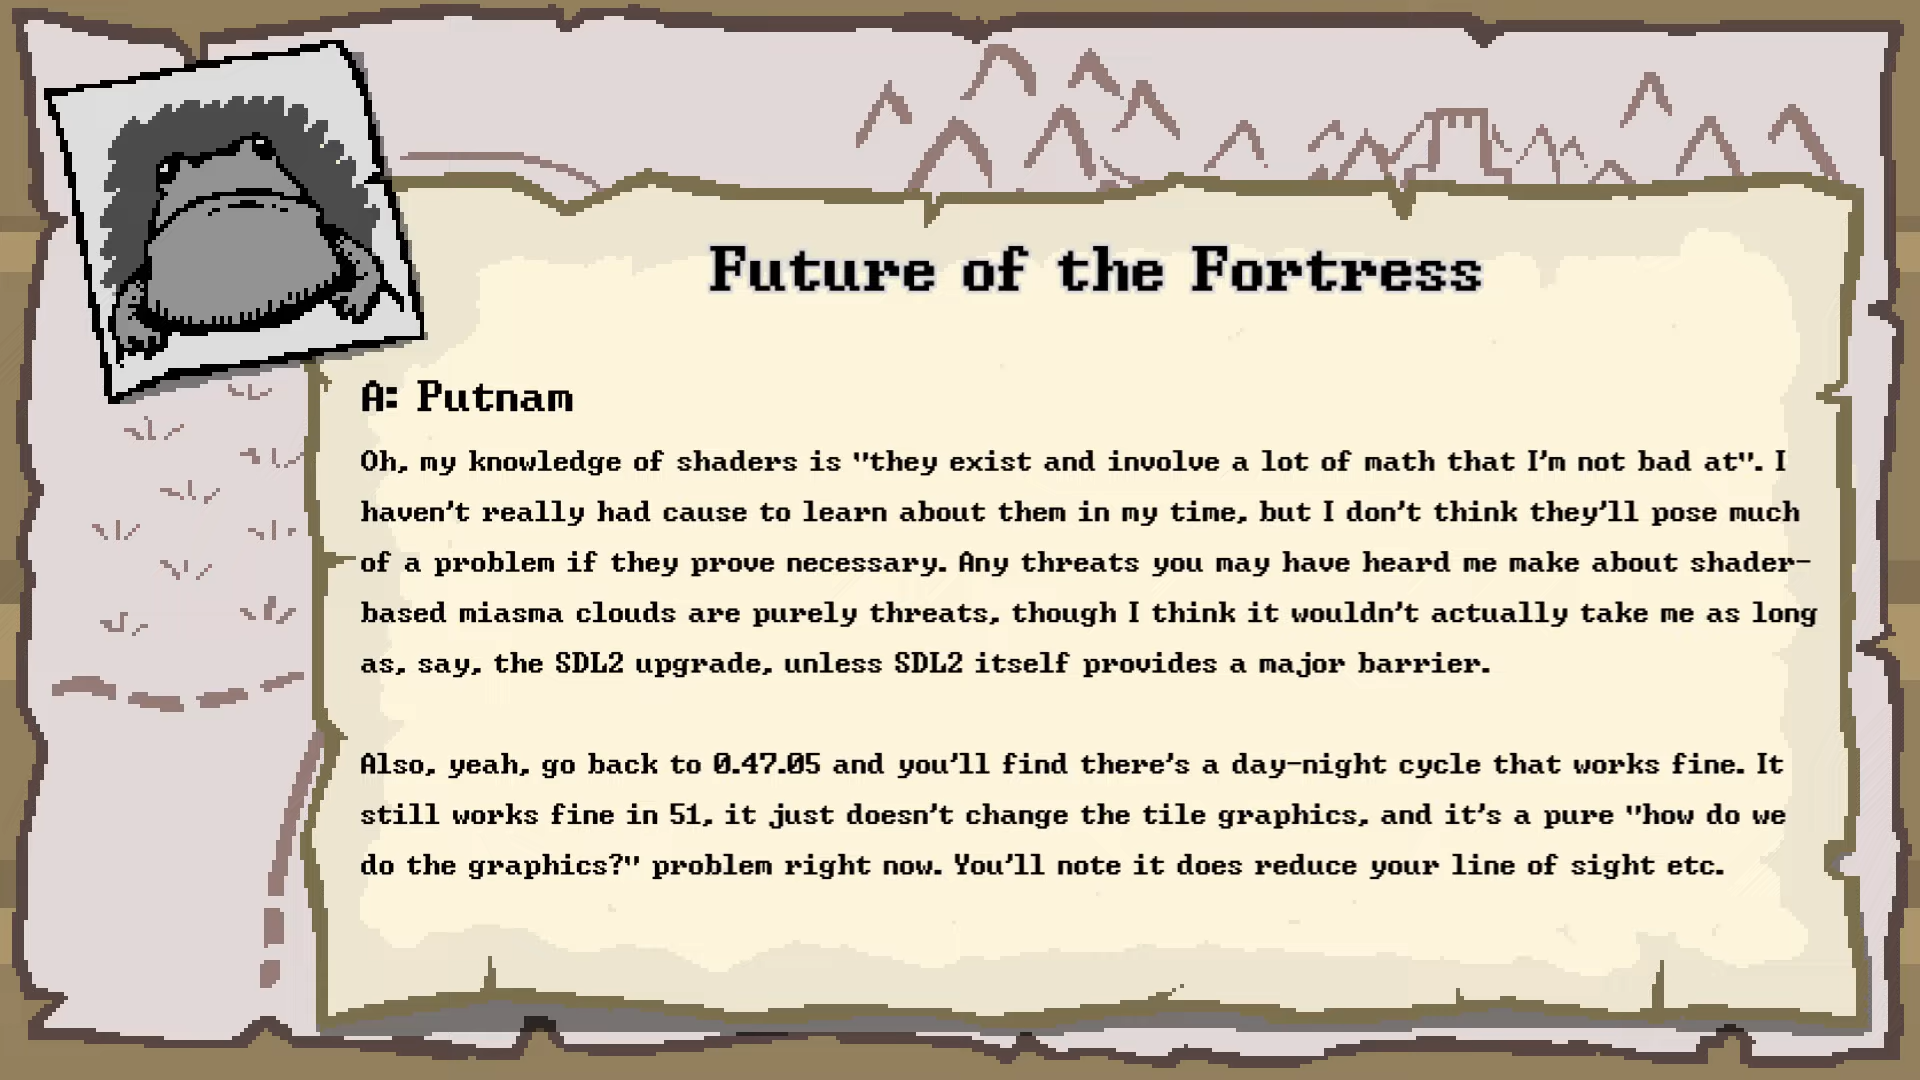 Future of the Fortress
A: Putnam
Oh, my knowledge of shaders is "they exist and involve a lot of math that I'm not bad at". I
haven't really had cause to learn about them in my time, but I don't think they'll pose much
of a problem if they prove necessary. Any threats you may have heard me make about shader-
based miasma clouds are purely threats, though I think it wouldn't actually take me as long
as, say, the SDL2 upgrade, unless SDL2 itself provides a major barrier.
Also, yeah, go back to 0.47.05 and you'll find there's a day-night cycle that works fine. It
still works fine in 51, it just doesn't change the tile graphics, and it's a pure "how do we
do the graphics?" problem right now. You'll note it does reduce your line of sight etc.